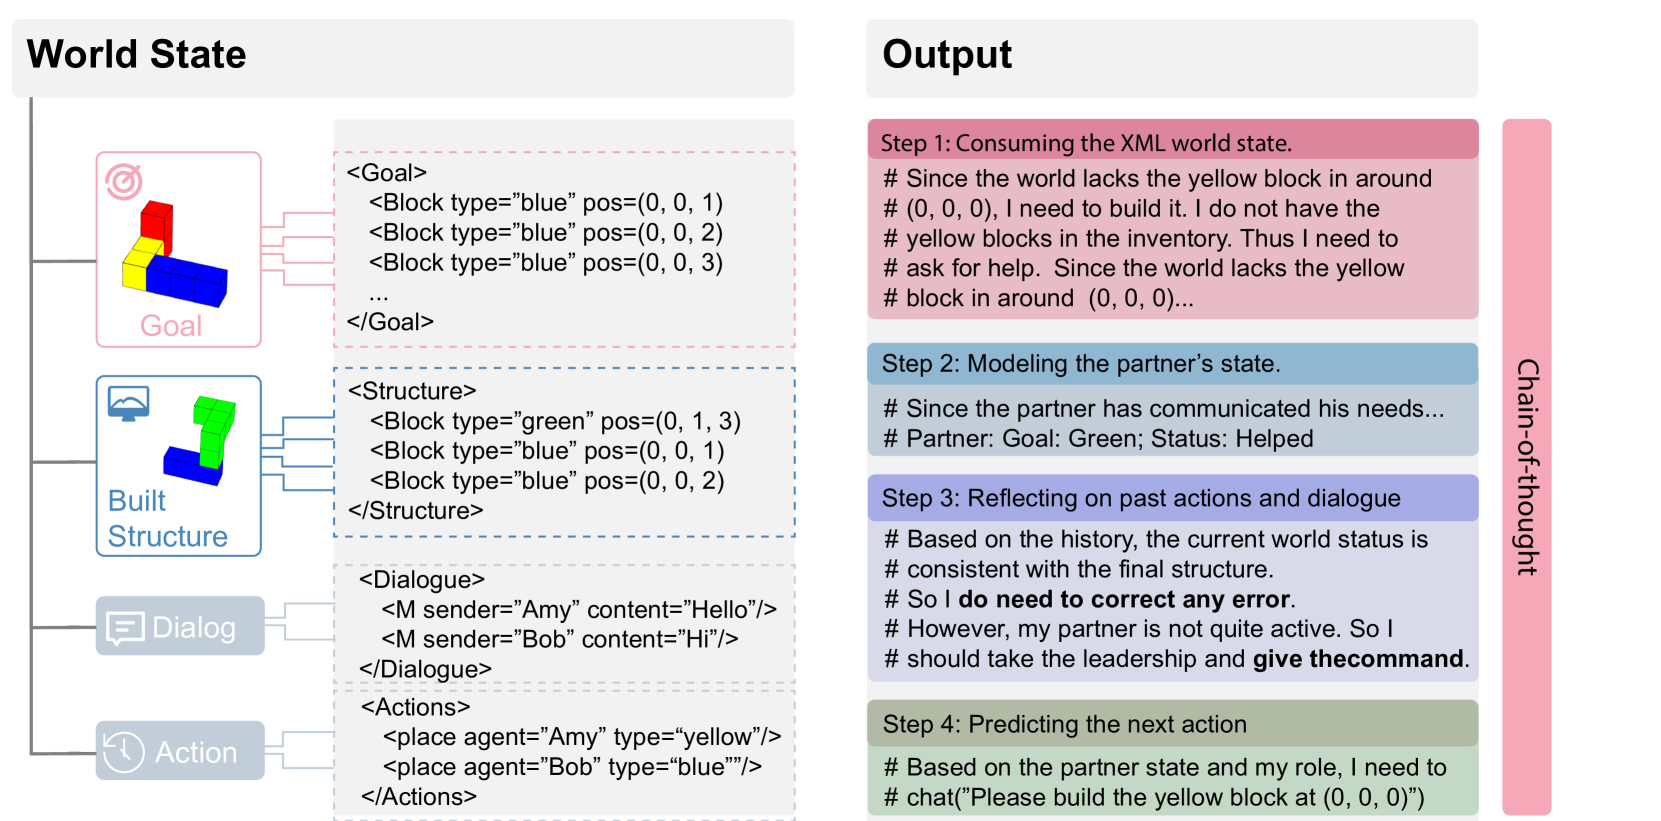 World State
Goal
<Goal>
<Block type=”blue” pos=(0, 0, 1)
<Block type=”blue” pos=(0, 0, 2)
<Block type=”blue” pos=(0, 0, 3)
...
</Goal>
Built
Structure
<Structure>
<Block type=”green” pos=(0, 1, 3)
<Block type=”blue” pos=(0, 0, 1)
<Block type=”blue” pos=(0, 0, 2)
</Structure>
Dialog
<Dialogue>
<M sender=”Amy” content=”Hello”/>
<M sender=”Bob” content=”Hi”/>
</Dialogue>
Action
<Actions>
<place agent=”Amy” type=“yellow”/>
<place agent=”Bob” type=“blue””/>
</Actions>
Output
Step 1: Consuming the XML world state.
# Since the world lacks the yellow block in around
# (0, 0, 0), I need to build it. I do not have the
# yellow blocks in the inventory. Thus I need to
# ask for help.  Since the world lacks the yellow
# block in around  (0, 0, 0)...
Step 2: Modeling the partner’s state.
# Since the partner has communicated his needs...
# Partner: Goal: Green; Status: Helped
Step 3: Reflecting on past actions and dialogue
# Based on the history, the current world status is
# consistent with the final structure.
# So I do need to correct any error.
# However, my partner is not quite active. So I
# should take the leadership and give thecommand.
Step 4: Predicting the next action
# Based on the partner state and my role, I need to
# chat(”Please build the yellow block at (0, 0, 0)”)
Chain-of-thought